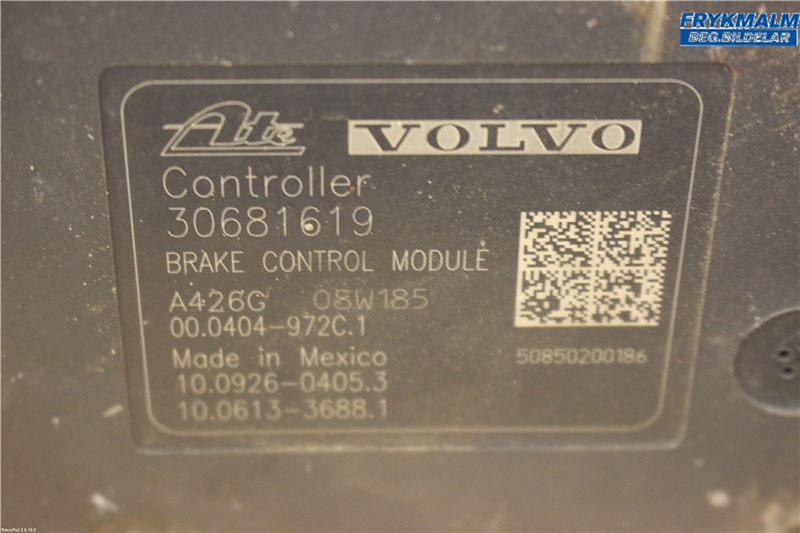 FRYKMALM
BEG.BILDELAR
Ate VOLVO
Controller
30681619
BRAKE CONTROL MODULE
A426G 08W185
00.0404-972C.1
Made in Mexico 50850200186
10.0926-0405.3
10.0613-3688.1